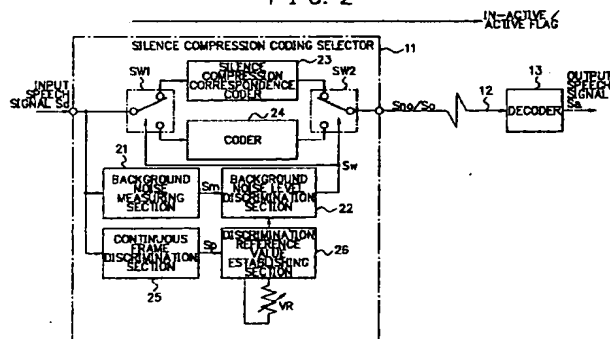 FIG. 2
IN-ACTIVE/
ACTIVE FLAG
SILENCE COMPRESSION CODING SELECTOR
11
23
SW1
SILENCE
COMPRESSION
CORRESPONDENCE
CODER
SW2
13
INPUT
SPEECH
SIGNAL Sd
24
CODER
Sno/So
12
DECODER
OUTPUT
SPEECH
SIGNAL
Sa
21
Sw
BACKGROUND
NOISE
MEASURING
SECTION
Sm
BACKGROUND
NOISE LEVEL
DISCRIMINATION
SECTION
22
CONTINUOUS
FRAME
DISCRIMINATION
SECTION
Sp
DISCRIMINATION
REFERENCE
VALUE
ESTABLISHING
SECTION
26
25
VR